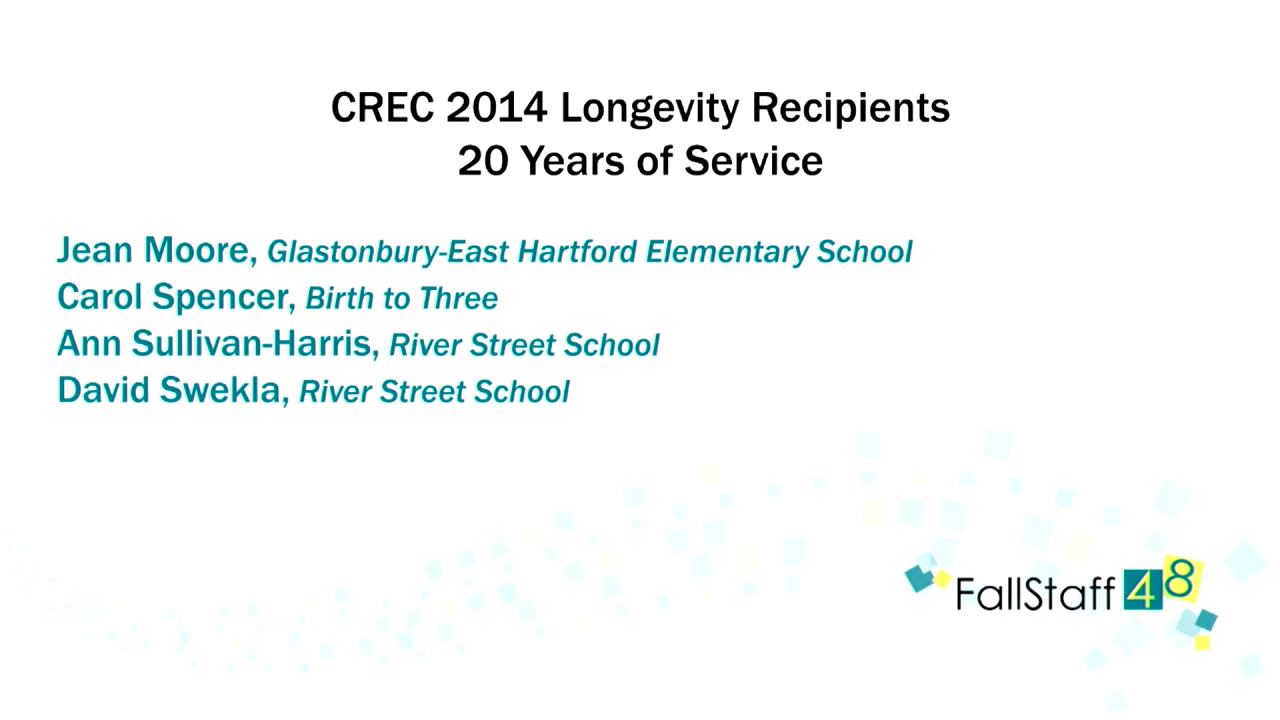 CREC 2014 Longevity Recipients
20 Years of Service
Jean Moore, Glastonbury-East Hartford Elementary School
Carol Spencer, Birth to Three
Ann Sullivan-Harris, River Street School
David Swekla, River Street School
FallStaff 48